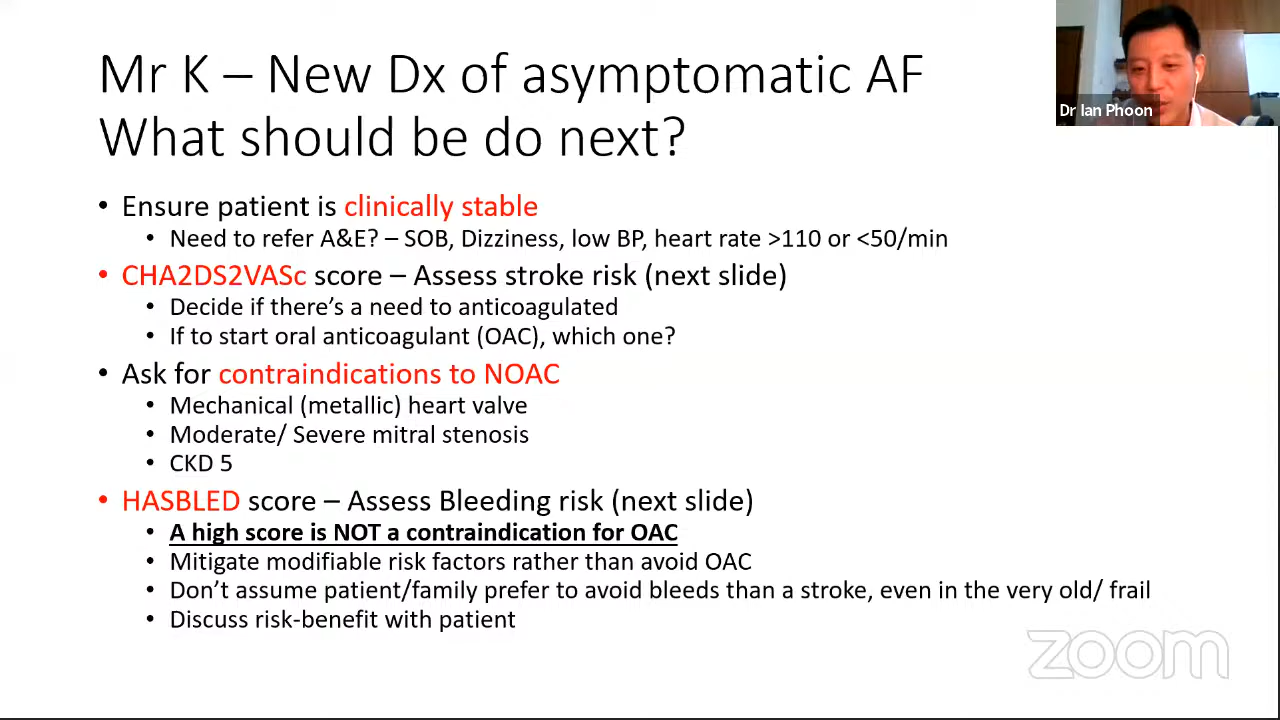 Mr K – New Dx of asymptomatic AF
What should be do next?
Dr Ian Phoon
• Ensure patient is clinically stable
• Need to refer A&E? – SOB, Dizziness, low BP, heart rate >110 or <50/min
• CHA2DS2VASc score – Assess stroke risk (next slide)
• Decide if there's a need to anticoagulated
• If to start oral anticoagulant (OAC), which one?
• Ask for contraindications to NOAC
• Mechanical (metallic) heart valve
• Moderate/ Severe mitral stenosis
• CKD 5
• HASBLED score – Assess Bleeding risk (next slide)
• A high score is NOT a contraindication for OAC
• Mitigate modifiable risk factors rather than avoid OAC
• Don't assume patient/family prefer to avoid bleeds than a stroke, even in the very old/ frail
• Discuss risk-benefit with patient
zoom